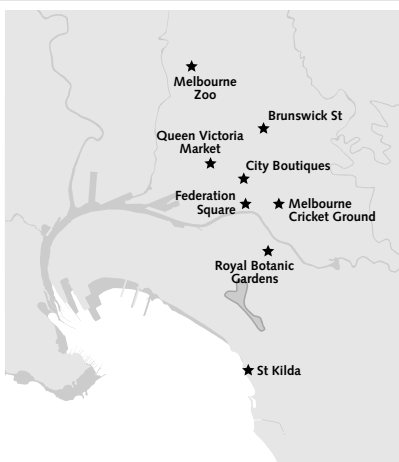 Melbourne
Zoo
Brunswick St
Queen Victoria
Market
City Boutiques
Federation
Square
Melbourne
Cricket Ground
Royal Botanic
Gardens
St Kilda